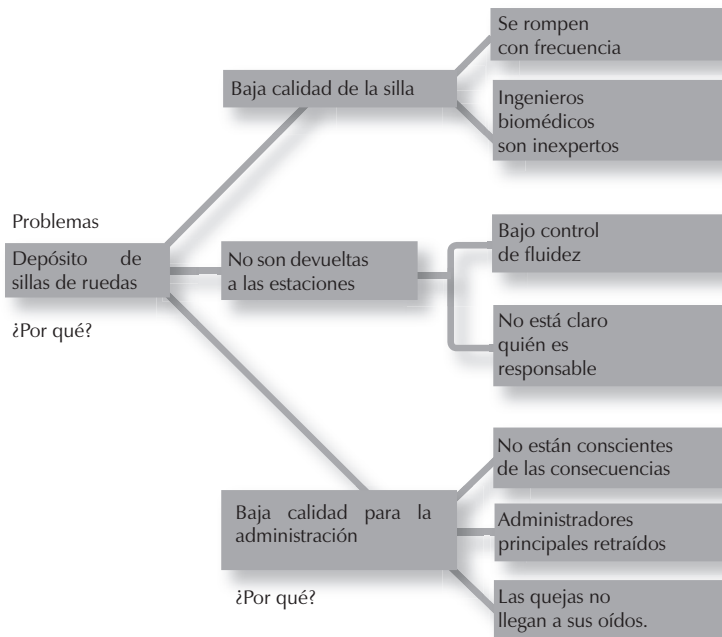 Problemas
Depósito de
sillas de ruedas
¿Por qué?
Baja calidad de la silla
Se rompen
con frecuencia
Ingenieros
biomédicos
son inexpertos
No son devueltas
a las estaciones
Bajo control
de fluidez
No está claro
quién es
responsable
Baja calidad para la
administración
¿Por qué?
No están conscientes
de las consecuencias
Administradores
principales retraídos
Las quejas no
llegan a sus oídos.